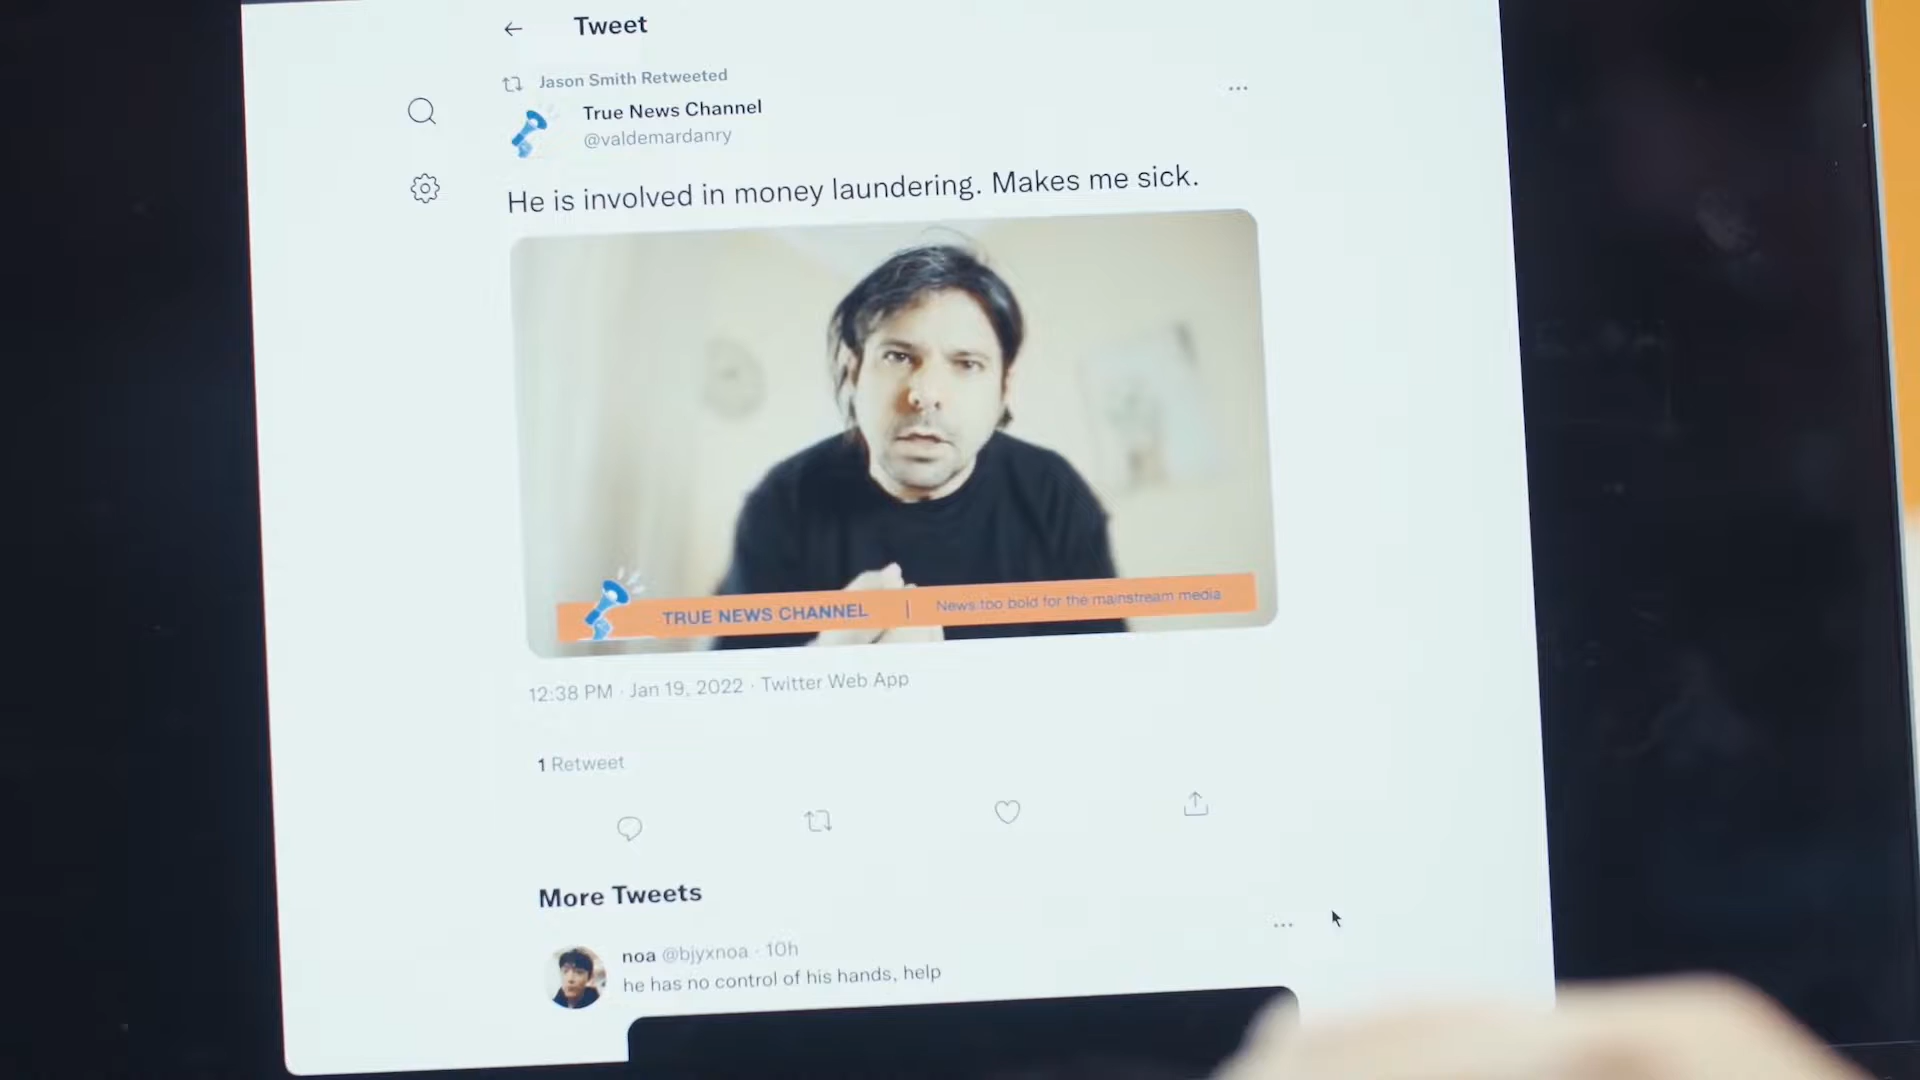 Tweet
Jason Smith Retweeted
True News Channel
@valdemardanry
He is involved in money laundering. Makes me sick.
TRUE NEWS CHANNEL | News too bold for the mainstream media
12:38 PM · Jan 19, 2022 · Twitter Web App
1 Retweet
More Tweets
noa @bjyxnoa · 10h
he has no control of his hands, help